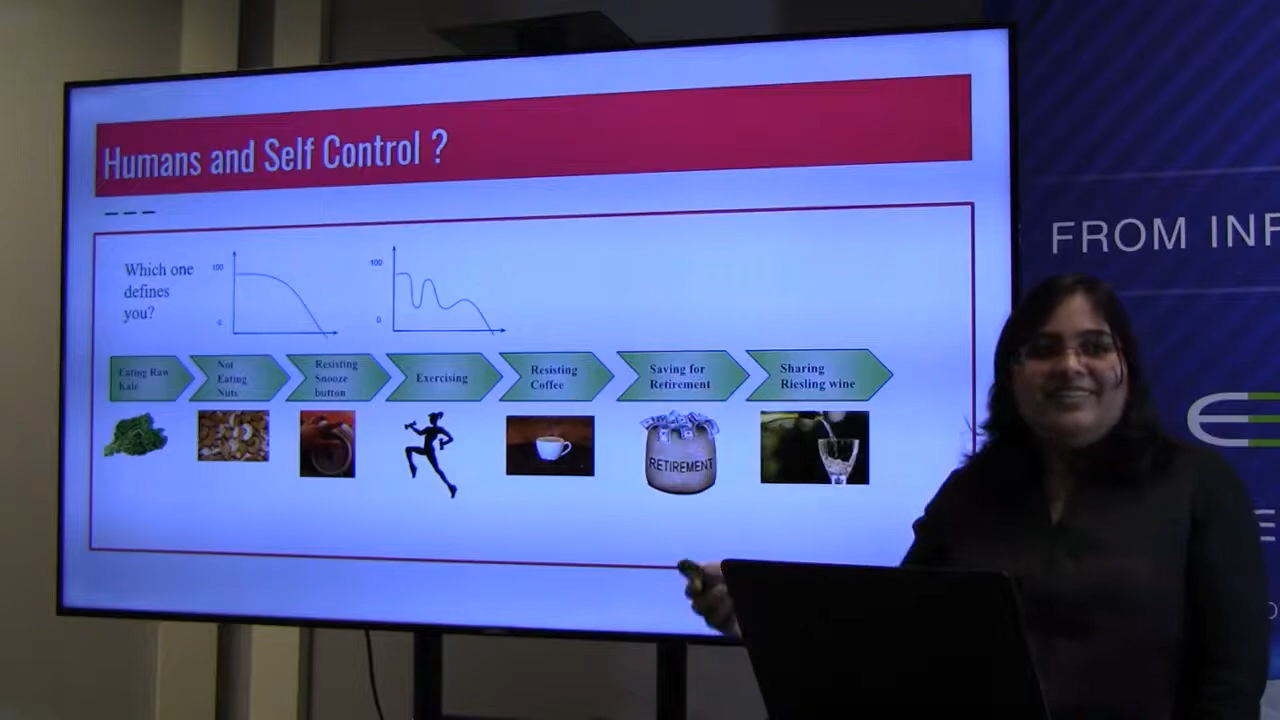 Humans and Self Control ?
Which one
defines
you?
100
0
100
0
Eating Raw
Kale
Not
Eating
Nuts
Resisting
Snooze
button
Exercising
Resisting
Coffee
Saving for
Retirement
Sharing
Riesling wine
RETIREMENT
FROM INF